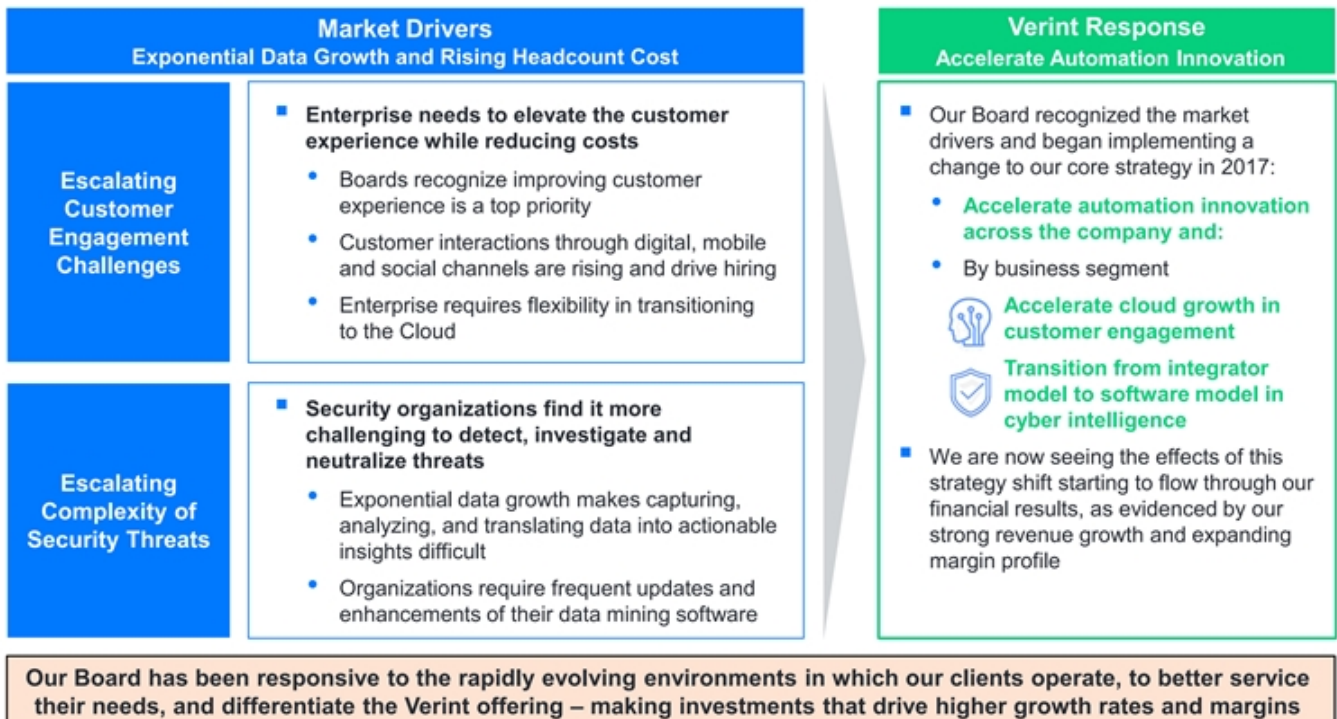 Market Drivers
Exponential Data Growth and Rising Headcount Cost
Escalating
Customer
Engagement
Challenges
■ Enterprise needs to elevate the customer
experience while reducing costs
• Boards recognize improving customer
experience is a top priority
• Customer interactions through digital, mobile
and social channels are rising and drive hiring
• Enterprise requires flexibility in transitioning
to the Cloud
Escalating
Complexity of
Security Threats
■ Security organizations find it more
challenging to detect, investigate and
neutralize threats
• Exponential data growth makes capturing,
analyzing, and translating data into actionable
insights difficult
• Organizations require frequent updates and
enhancements of their data mining software
Verint Response
Accelerate Automation Innovation
■ Our Board recognized the market
drivers and began implementing a
change to our core strategy in 2017:
• Accelerate automation innovation
across the company and:
• By business segment
Accelerate cloud growth in
customer engagement
Transition from integrator
model to software model in
cyber intelligence
■ We are now seeing the effects of this
strategy shift starting to flow through our
financial results, as evidenced by our
strong revenue growth and expanding
margin profile
Our Board has been responsive to the rapidly evolving environments in which our clients operate, to better service
their needs, and differentiate the Verint offering – making investments that drive higher growth rates and margins